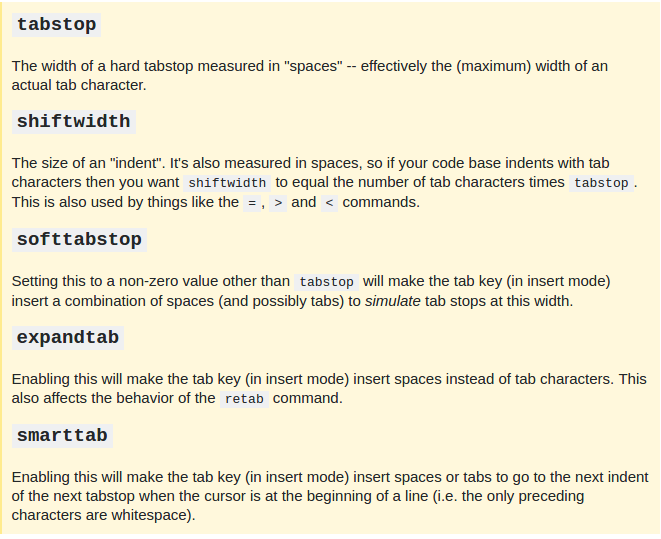 tabstop
The width of a hard tabstop measured in "spaces" -- effectively the (maximum) width of an
actual tab character.
shiftwidth
The size of an "indent". It's also measured in spaces, so if your code base indents with tab
characters then you want shiftwidth to equal the number of tab characters times tabstop.
This is also used by things like the =, > and < commands.
softtabstop
Setting this to a non-zero value other than tabstop will make the tab key (in insert mode)
insert a combination of spaces (and possibly tabs) to simulate tab stops at this width.
expandtab
Enabling this will make the tab key (in insert mode) insert spaces instead of tab characters. This
also affects the behavior of the retab command.
smarttab
Enabling this will make the tab key (in insert mode) insert spaces or tabs to go to the next indent
of the next tabstop when the cursor is at the beginning of a line (i.e. the only preceding
characters are whitespace).